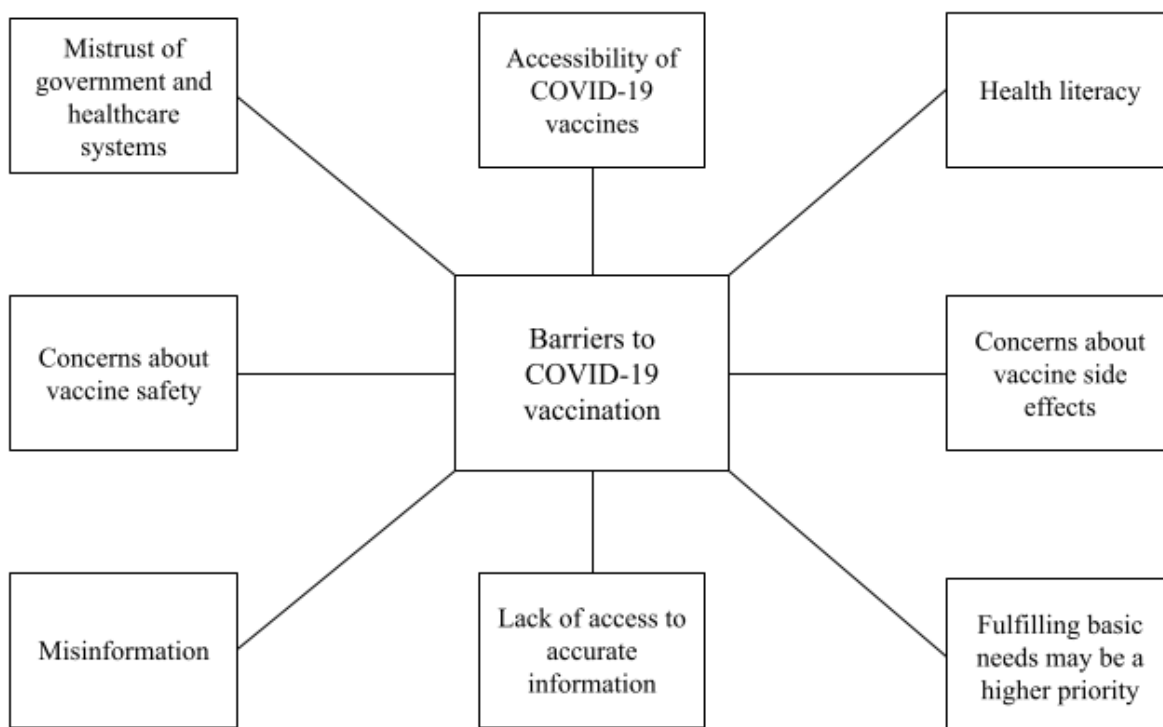 Mistrust of
government and
healthcare
systems
Accessibility of
COVID-19
vaccines
Health literacy
Concerns about
vaccine safety
Barriers to
COVID-19
vaccination
Concerns about
vaccine side
effects
Misinformation
Lack of access to
accurate
information
Fulfilling basic
needs may be a
higher priority